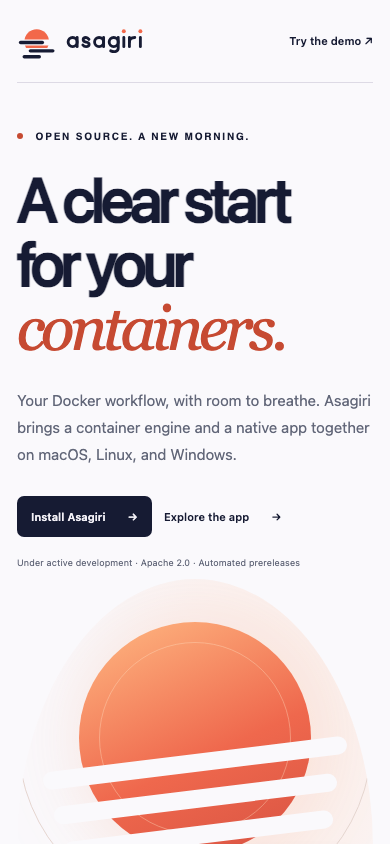 asagiri
Try the demo ↗
OPEN SOURCE. A NEW MORNING.
A clear start
for your
containers.
Your Docker workflow, with room to breathe. Asagiri
brings a container engine and a native app together
on macOS, Linux, and Windows.
Install Asagiri →
Explore the app →
Under active development · Apache 2.0 · Automated prereleases